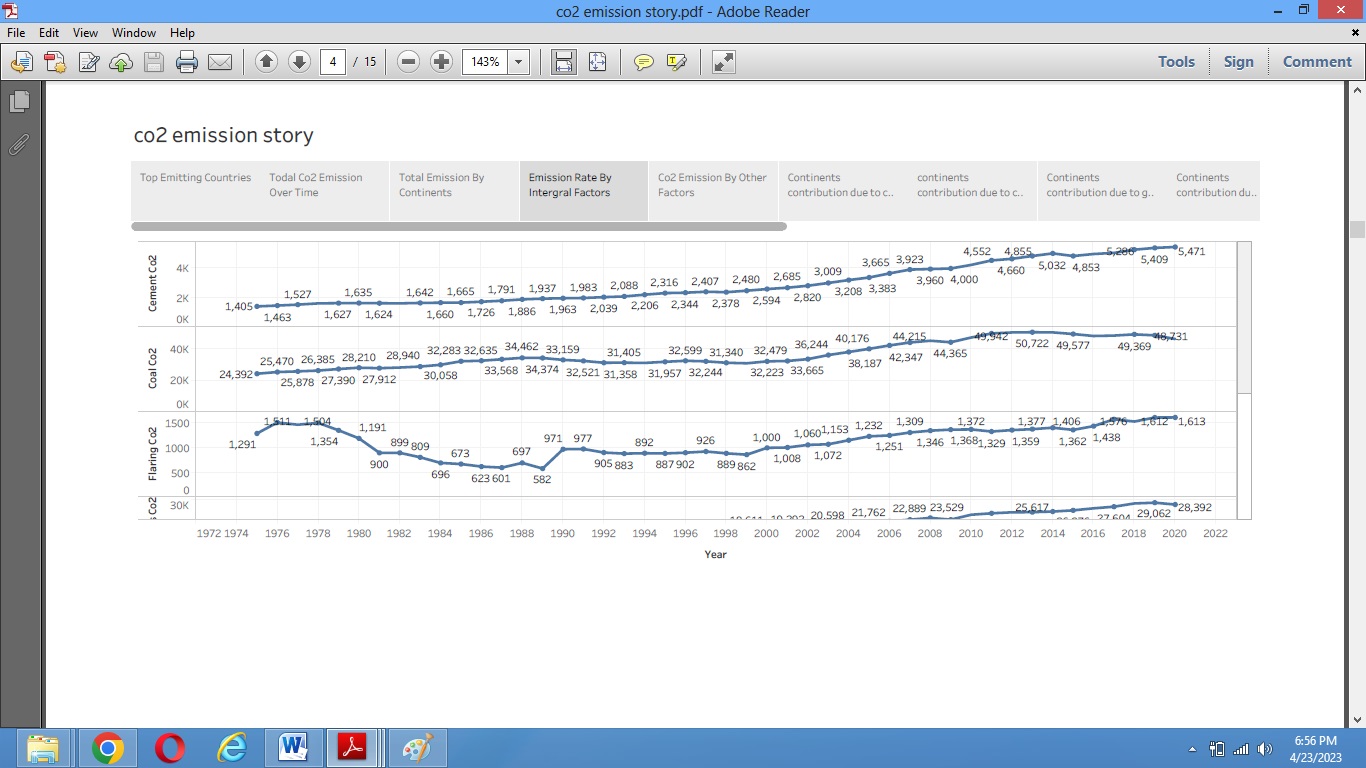 co2 emission story.pdf - Adobe Reader
File Edit View Window Help
4 / 15 143% Tools Sign Comment
co2 emission story
Top Emitting Countries
Todal Co2 Emission
Over Time
Total Emission By
Continents
Emission Rate By
Intergral Factors
Co2 Emission By Other
Factors
Continents
contribution due to c..
continents
contribution due to c..
Continents
contribution due to g..
Continents
contribution du..
Cement Co2
4K
2K
0K
1,527 1,635 1,642 1,665 1,791 1,937 1,983 2,088 2,316 2,407 2,480 2,685 3,009 3,665 3,923 4,552 4,855 5,286 5,471
1,405 1,463 1,627 1,624 1,660 1,726 1,886 1,963 2,039 2,206 2,344 2,378 2,594 2,820 3,208 3,383 3,960 4,000 4,660 5,032 4,853 5,409
Coal Co2
40K
20K
0K
25,470 26,385 28,210 28,940 32,283 32,635 34,462 33,159 31,405 32,599 31,340 32,479 36,244 40,176 44,215 49,942 48,731
24,392 25,878 27,390 27,912 30,058 33,568 34,374 32,521 31,358 31,957 32,244 32,223 33,665 38,187 42,347 44,365 50,722 49,577 49,369
Flaring Co2
1500
1000
500
0
1,511 1,504 1,191 899 809 673 697 971 977 892 926 1,000 1,060 1,153 1,232 1,309 1,372 1,377 1,406 1,576 1,612 1,613
1,291 1,354 900 696 623 601 582 905 883 887 902 889 862 1,008 1,072 1,251 1,346 1,368 1,329 1,359 1,362 1,438
s Co2
30K
20,598 21,762 22,889 23,529 25,617 27,604 29,062 28,392
1972 1974 1976 1978 1980 1982 1984 1986 1988 1990 1992 1994 1996 1998 2000 2002 2004 2006 2008 2010 2012 2014 2016 2018 2020 2022
Year
6:56 PM
4/23/2023